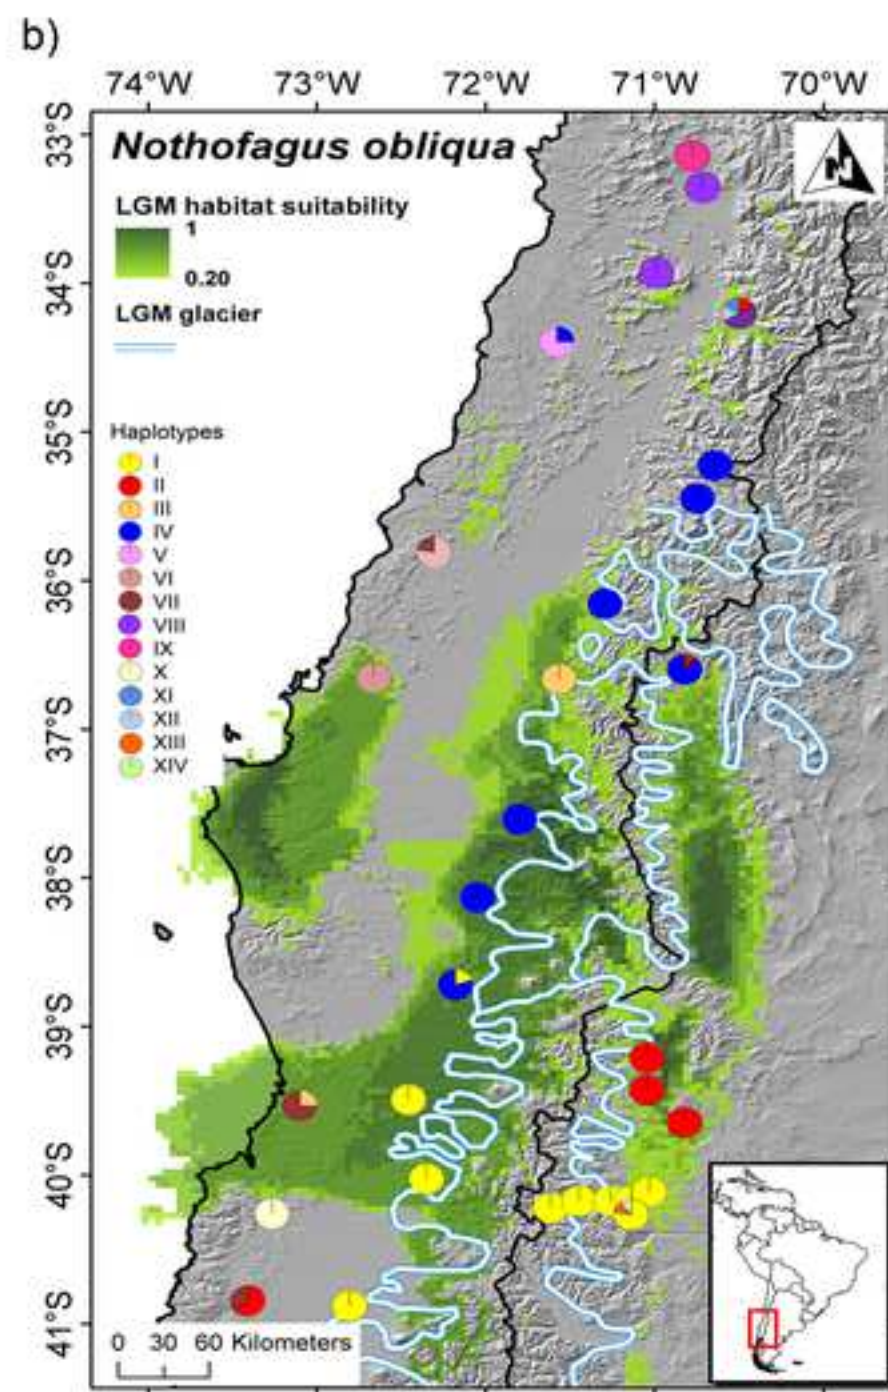 b)
74°W 73°W 72°W 71°W 70°W
33°S
34°S
35°S
36°S
37°S
38°S
39°S
40°S
41°S
Nothofagus obliqua
N
LGM habitat suitability
1
0.20
LGM glacier
Haplotypes
I
II
III
IV
V
VI
VII
VIII
IX
X
XI
XII
XIII
XIV
0 30 60 Kilometers